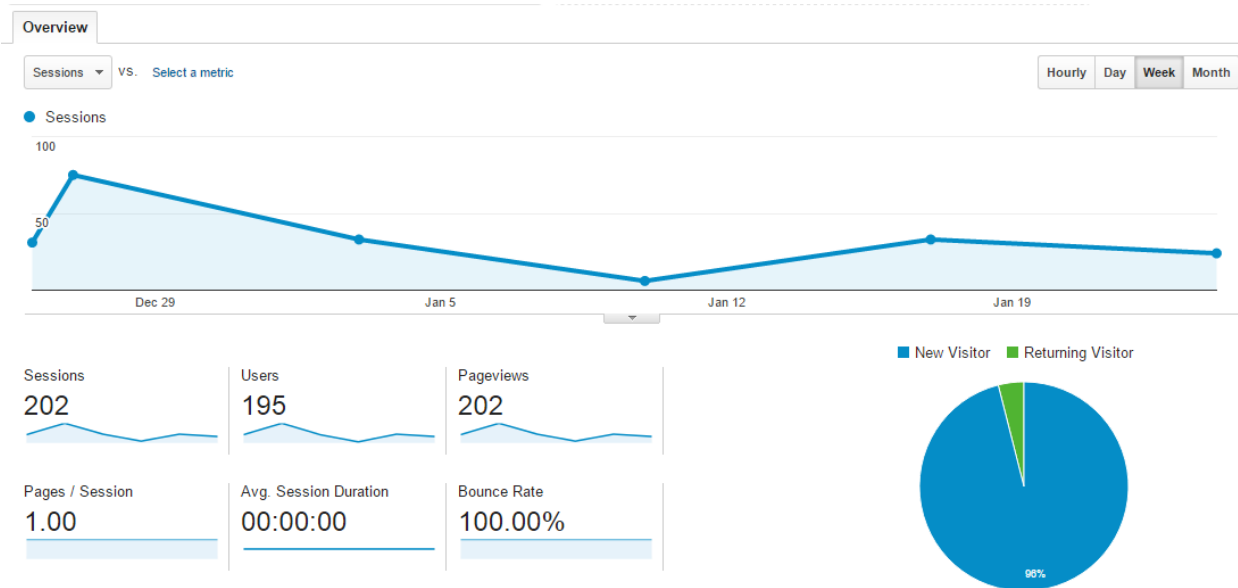 Overview
Sessions VS. Select a metric
Hourly Day Week Month
Sessions
100
50
Dec 29 Jan 5 Jan 12 Jan 19
New Visitor Returning Visitor
Sessions Users Pageviews
202 195 202
Pages / Session Avg. Session Duration Bounce Rate
1.00 00:00:00 100.00%
96%